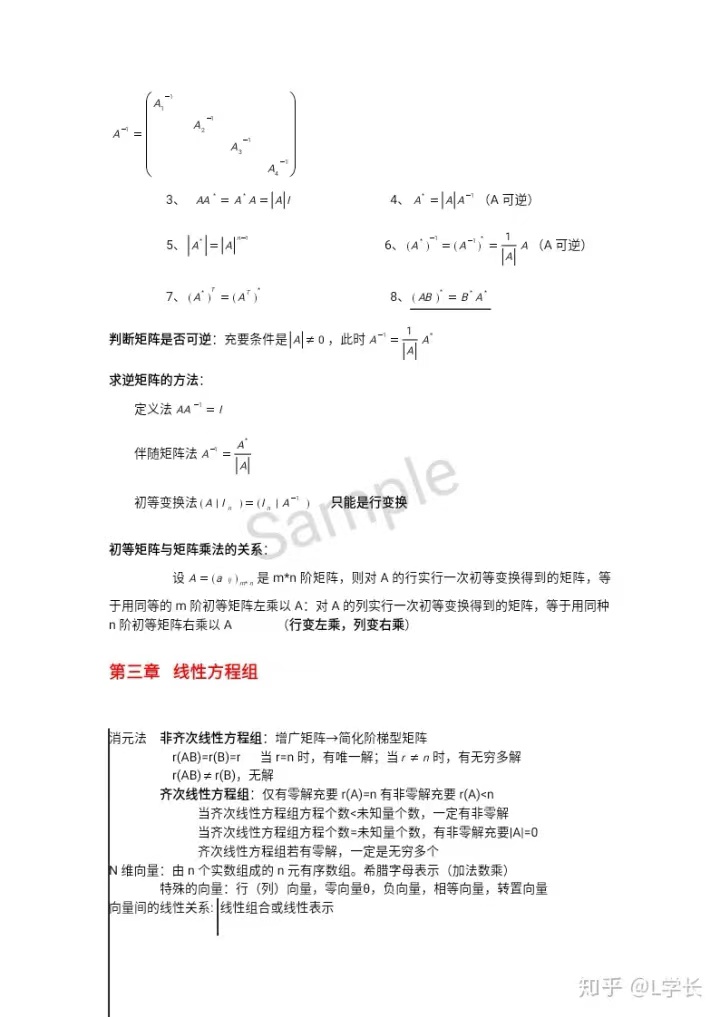 A⁻¹ = ( A₁⁻¹
A₂⁻¹
A₃⁻¹
A₄⁻¹ )
3、 AA* = A*A = |A|I 4、 A* = |A|A⁻¹ （A 可逆）
5、|A*| = |A|ⁿ⁻¹ 6、(A*)⁻¹ = (A⁻¹)* = 1/|A| A （A 可逆）
7、(A*)ᵀ = (Aᵀ)* 8、(AB)* = B*A*
判断矩阵是否可逆：充要条件是|A| ≠ 0 ，此时 A⁻¹ = 1/|A| A*
求逆矩阵的方法：
定义法 AA⁻¹ = I
伴随矩阵法 A⁻¹ = A*/|A|
初等变换法 (A | Iₙ) = (Iₙ | A⁻¹) 只能是行变换
Sample
初等矩阵与矩阵乘法的关系：
设 A = (a ij) m*n 是 m*n 阶矩阵，则对 A 的行实行一次初等变换得到的矩阵，等
于用同等的 m 阶初等矩阵左乘以 A：对 A 的列实行一次初等变换得到的矩阵，等于用同种
n 阶初等矩阵右乘以 A （行变左乘，列变右乘）
第三章 线性方程组
消元法 非齐次线性方程组：增广矩阵→简化阶梯型矩阵
r(AB)=r(B)=r 当 r=n 时，有唯一解；当 r ≠ n 时，有无穷多解
r(AB)≠r(B)，无解
齐次线性方程组：仅有零解充要 r(A)=n 有非零解充要 r(A)<n
当齐次线性方程组方程个数<未知量个数，一定有非零解
当齐次线性方程组方程个数=未知量个数，有非零解充要|A|=0
齐次线性方程组若有零解，一定是无穷多个
N 维向量：由 n 个实数组成的 n 元有序数组。希腊字母表示（加法数乘）
特殊的向量：行（列）向量，零向量θ，负向量，相等向量，转置向量
向量间的线性关系: 线性组合或线性表示
知乎 @L学长